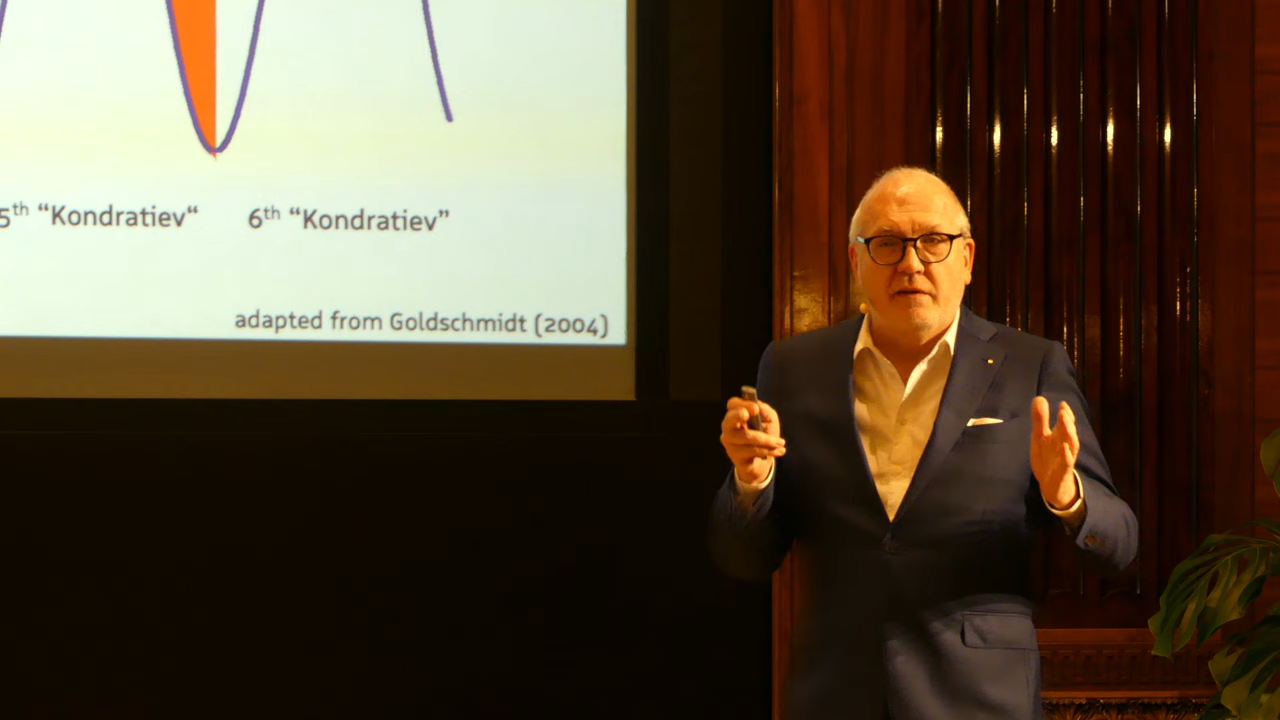 5th “Kondratiev“
6th “Kondratiev”
adapted from Goldschmidt (2004)